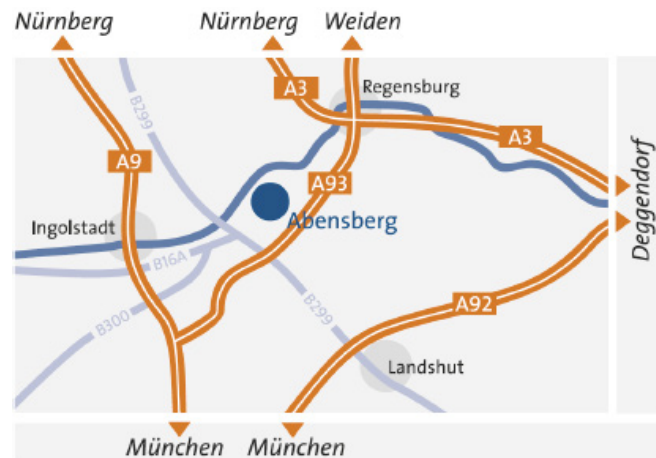 Nürnberg
Nürnberg
Weiden
Regensburg
A3
B299
A9
A3
A93
Ingolstadt
Abensberg
Deggendorf
B16A
B299
A92
B300
Landshut
München
München